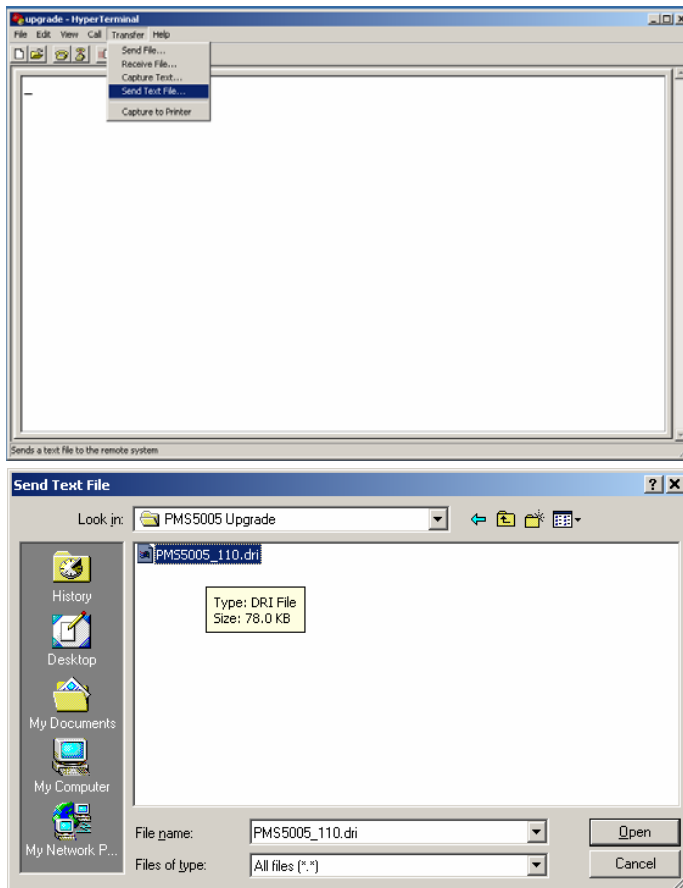 upgrade - HyperTerminal
File Edit View Call Transfer Help
Send File...
Receive File...
Capture Text...
Send Text File...
Capture to Printer
Sends a text file to the remote system
Send Text File
Look in: PMS5005 Upgrade
PMS5005_110.dri
Type: DRI File
Size: 78.0 KB
History
Desktop
My Documents
My Computer
My Network P...
File name: PMS5005_110.dri Open
Files of type: All files (*.*) Cancel